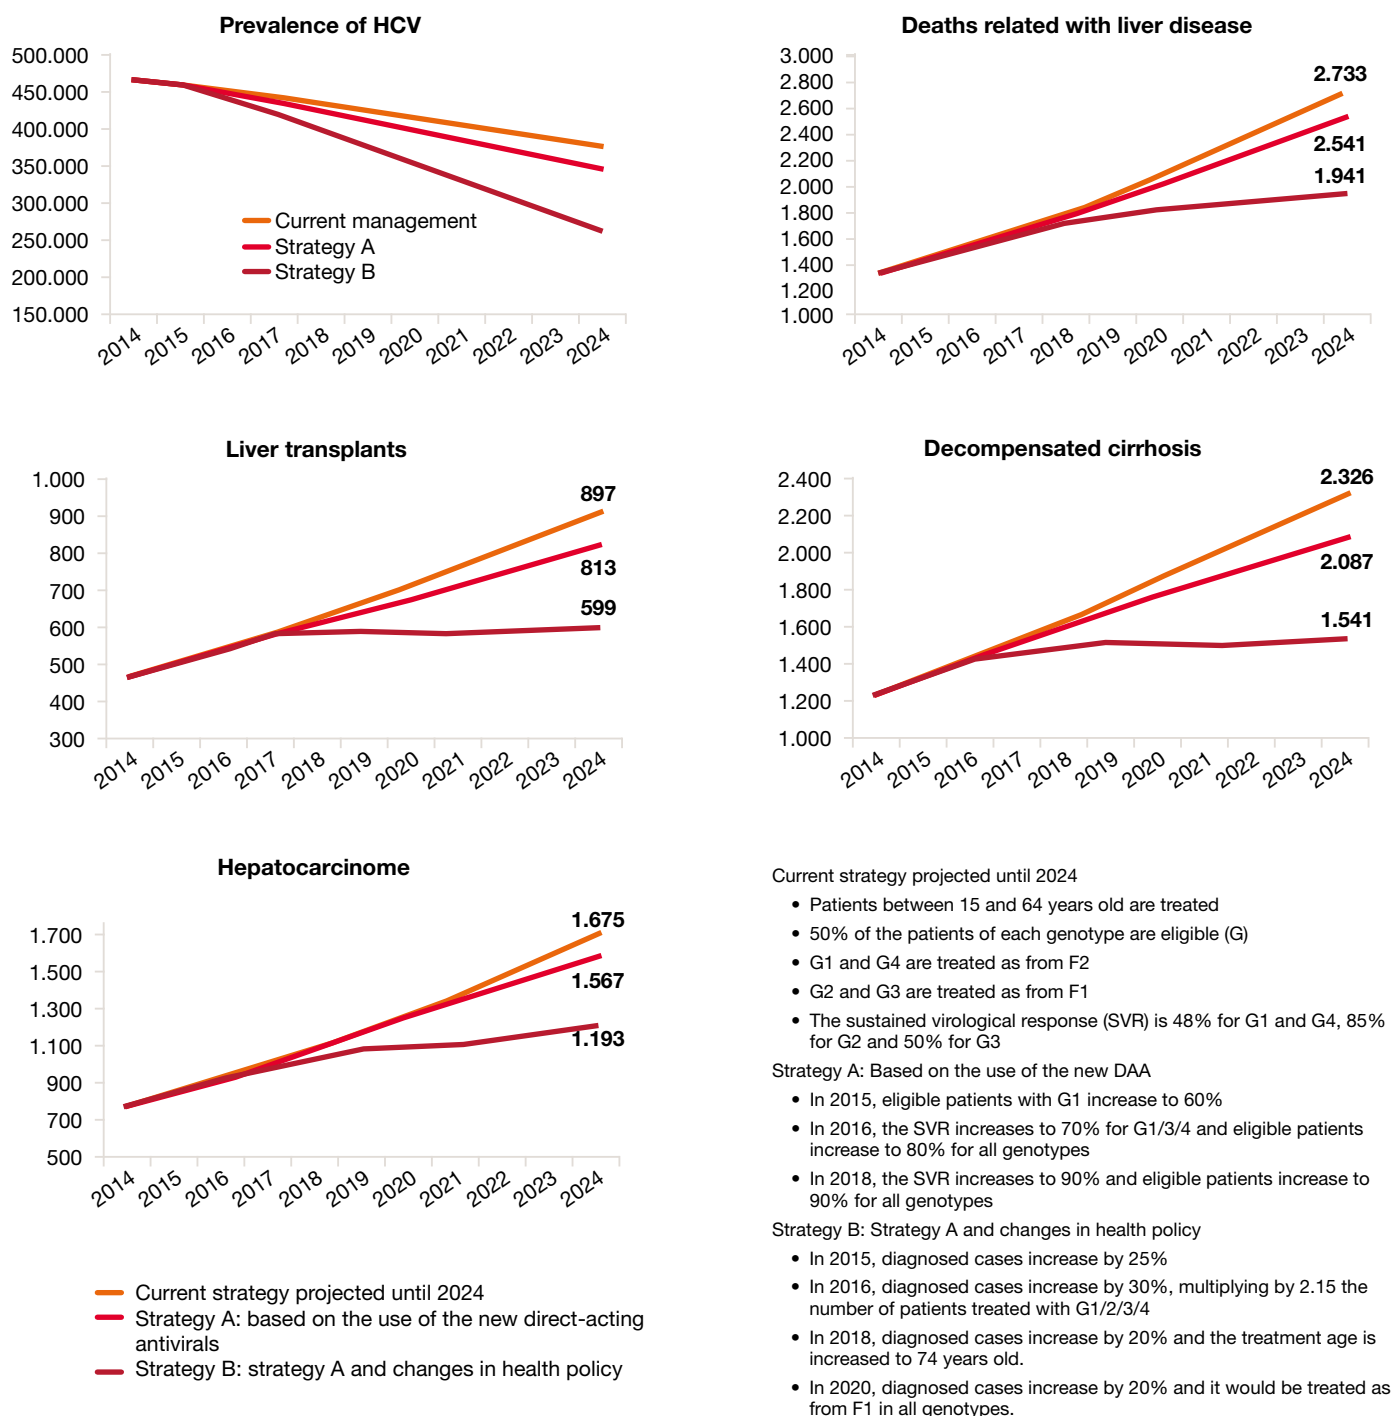 Prevalence of HCV
500.000
450.000
400.000
350.000
300.000
250.000
200.000
150.000
Current management
Strategy A
Strategy B
2014 2015 2016 2017 2018 2019 2020 2021 2022 2023 2024
Deaths related with liver disease
3.000
2.800
2.600
2.400
2.200
2.000
1.800
1.600
1.400
1.200
1.000
2.733
2.541
1.941
2014 2015 2016 2017 2018 2019 2020 2021 2022 2023 2024
Liver transplants
1.000
900
800
700
600
500
400
300
897
813
599
2014 2015 2016 2017 2018 2019 2020 2021 2022 2023 2024
Decompensated cirrhosis
2.400
2.200
2.000
1.800
1.600
1.400
1.200
1.000
2.326
2.087
1.541
2014 2015 2016 2017 2018 2019 2020 2021 2022 2023 2024
Hepatocarcinome
1.700
1.500
1.300
1.100
900
700
500
1.675
1.567
1.193
2014 2015 2016 2017 2018 2019 2020 2021 2022 2023 2024
Current strategy projected until 2024
Strategy A: based on the use of the new direct-acting
antivirals
Strategy B: strategy A and changes in health policy
Current strategy projected until 2024
• Patients between 15 and 64 years old are treated
• 50% of the patients of each genotype are eligible (G)
• G1 and G4 are treated as from F2
• G2 and G3 are treated as from F1
• The sustained virological response (SVR) is 48% for G1 and G4, 85%
for G2 and 50% for G3
Strategy A: Based on the use of the new DAA
• In 2015, eligible patients with G1 increase to 60%
• In 2016, the SVR increases to 70% for G1/3/4 and eligible patients
increase to 80% for all genotypes
• In 2018, the SVR increases to 90% and eligible patients increase to
90% for all genotypes
Strategy B: Strategy A and changes in health policy
• In 2015, diagnosed cases increase by 25%
• In 2016, diagnosed cases increase by 30%, multiplying by 2.15 the
number of patients treated with G1/2/3/4
• In 2018, diagnosed cases increase by 20% and the treatment age is
increased to 74 years old.
• In 2020, diagnosed cases increase by 20% and it would be treated as
from F1 in all genotypes.